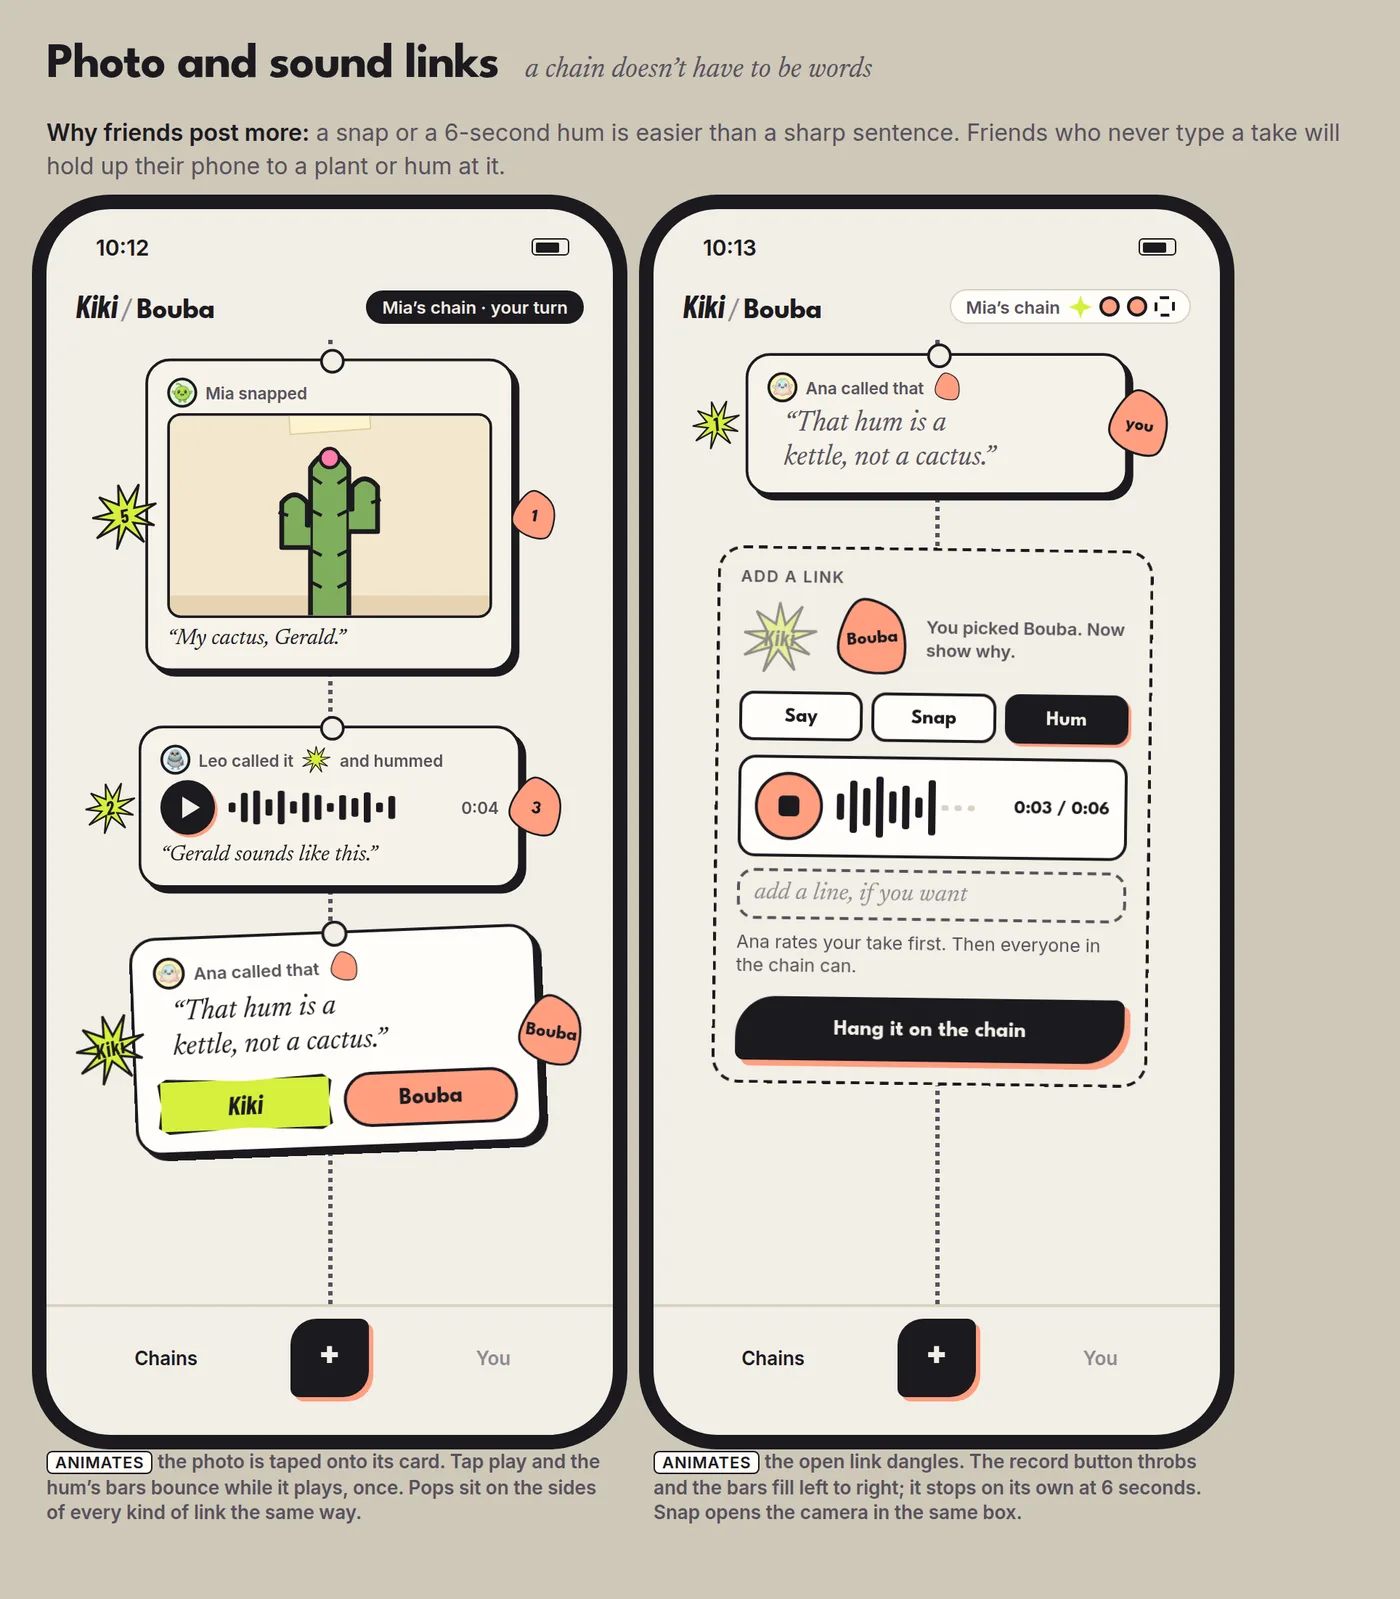 Photo and sound links a chain doesn’t have to be words
Why friends post more: a snap or a 6-second hum is easier than a sharp sentence. Friends who never type a take will
hold up their phone to a plant or hum at it.
10:12
Kiki / Bouba
Mia’s chain · your turn
Mia snapped
5
1
“My cactus, Gerald.”
Leo called it and hummed
2
0:04
3
“Gerald sounds like this.”
Ana called that
“That hum is a
kettle, not a cactus.”
Kiki
Bouba
Kiki
Bouba
Chains
+
You
ANIMATES the photo is taped onto its card. Tap play and the
hum’s bars bounce while it plays, once. Pops sit on the sides
of every kind of link the same way.
10:13
Kiki / Bouba
Mia’s chain
Ana called that
“That hum is a
kettle, not a cactus.”
1
you
ADD A LINK
Kiki
Bouba
You picked Bouba. Now
show why.
Say
Snap
Hum
0:03 / 0:06
add a line, if you want
Ana rates your take first. Then everyone in
the chain can.
Hang it on the chain
Chains
+
You
ANIMATES the open link dangles. The record button throbs
and the bars fill left to right; it stops on its own at 6 seconds.
Snap opens the camera in the same box.